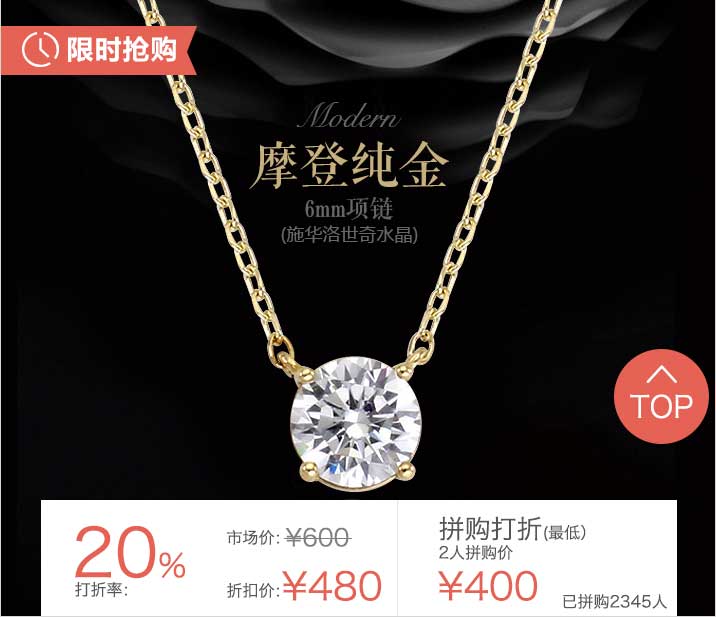 限时抢购
Modern
摩登纯金
6mm项链
(施华洛世奇水晶)
TOP
20%
打折率:
市场价: ¥600
折扣价: ¥480
拼购打折(最低)
2人拼购价
¥400
已拼购2345人